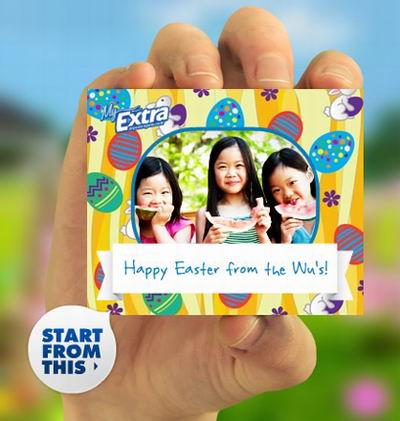 My
Extra
Happy Easter from the Wu's!
START
FROM
THIS